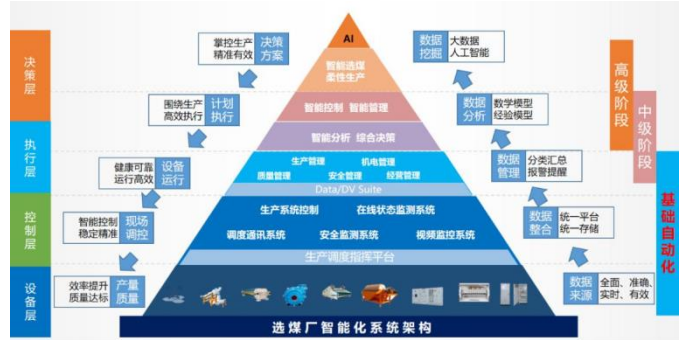 决策层
执行层
控制层
设备层
掌控生产
精准有效
决策
方案
围绕生产
高效执行
计划
执行
健康可靠
运行高效
设备
运行
智能控制
稳定精准
现场
调控
效率提升
质量达标
产量
质量
AI
智能选煤
柔性生产
智能控制 智能管理
智能分析 综合决策
生产管理 机电管理
质量管理 安全管理 经营管理
Data/DV Suite
生产系统控制 在线状态监测系统
调度通讯系统 安全监测系统 视频监控系统
生产调度指挥平台
选煤厂智能化系统架构
数据
挖掘
大数据
人工智能
数据
分析
数学模型
经验模型
数据
管理
分类汇总
报警提醒
数据
整合
统一平台
统一存储
数据
来源
全面、准确、
实时、有效
高级阶段
中级阶段
基础自动化